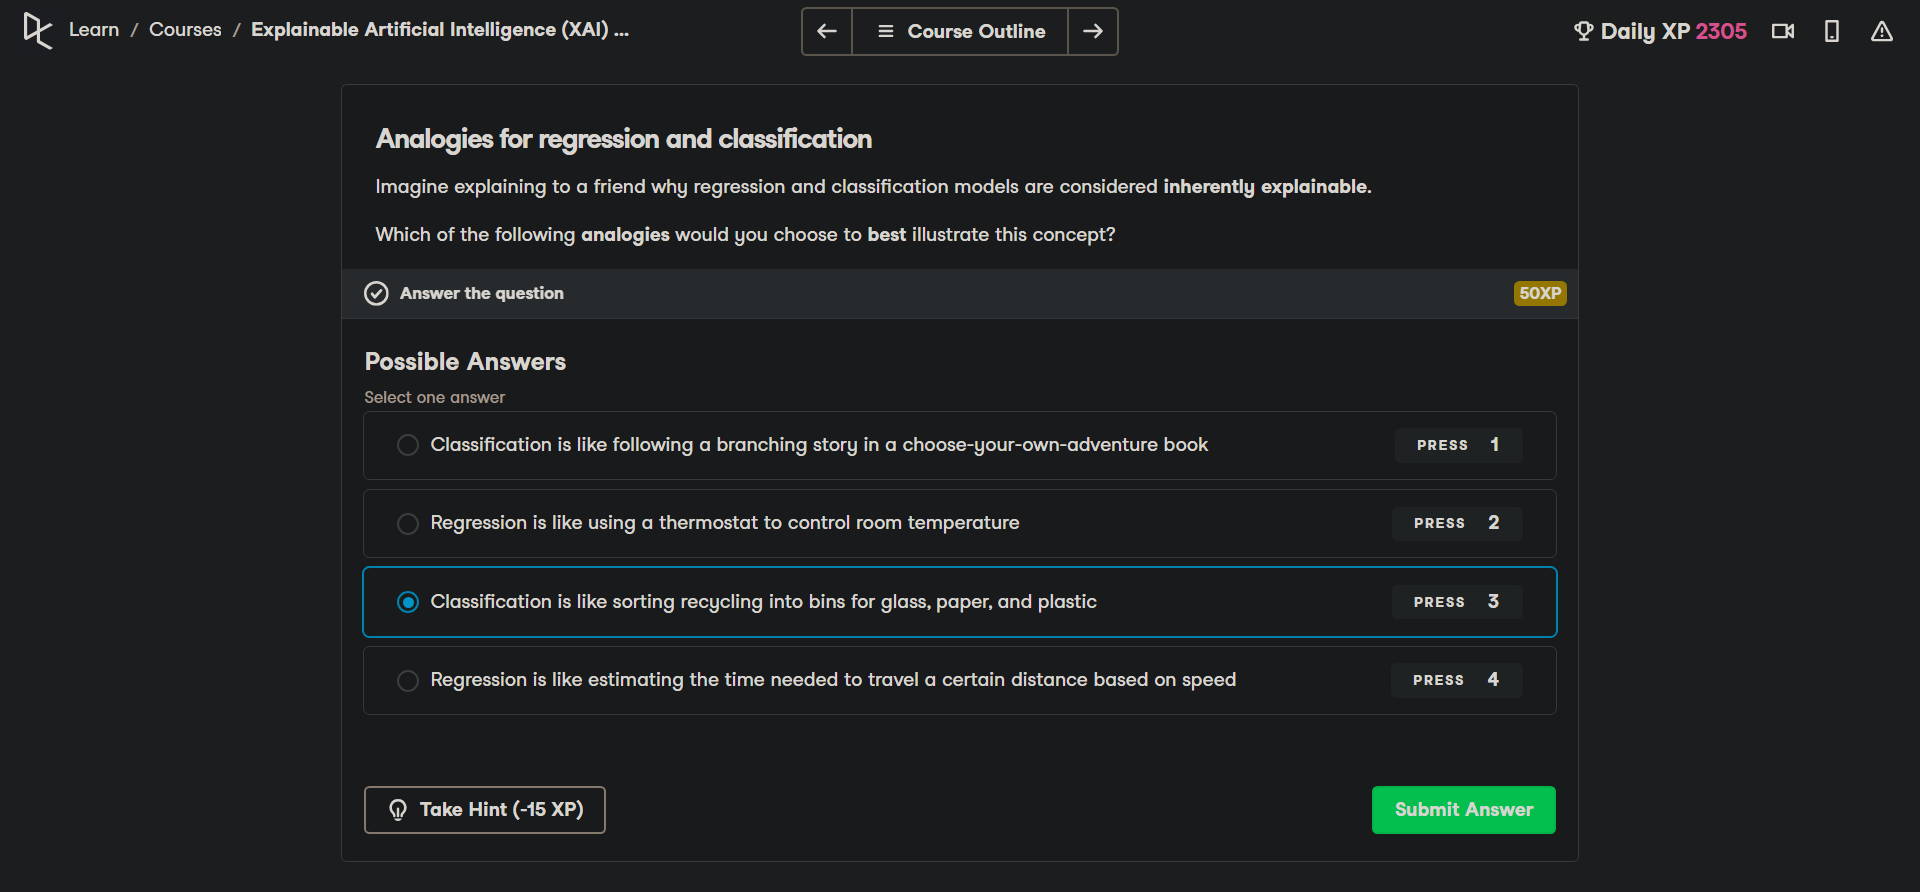 Learn / Courses / Explainable Artificial Intelligence (XAI) ...
Course Outline
Daily XP 2305
Analogies for regression and classification
Imagine explaining to a friend why regression and classification models are considered inherently explainable.
Which of the following analogies would you choose to best illustrate this concept?
Answer the question
50XP
Possible Answers
Select one answer
Classification is like following a branching story in a choose-your-own-adventure book
PRESS 1
Regression is like using a thermostat to control room temperature
PRESS 2
Classification is like sorting recycling into bins for glass, paper, and plastic
PRESS 3
Regression is like estimating the time needed to travel a certain distance based on speed
PRESS 4
Take Hint (-15 XP)
Submit Answer